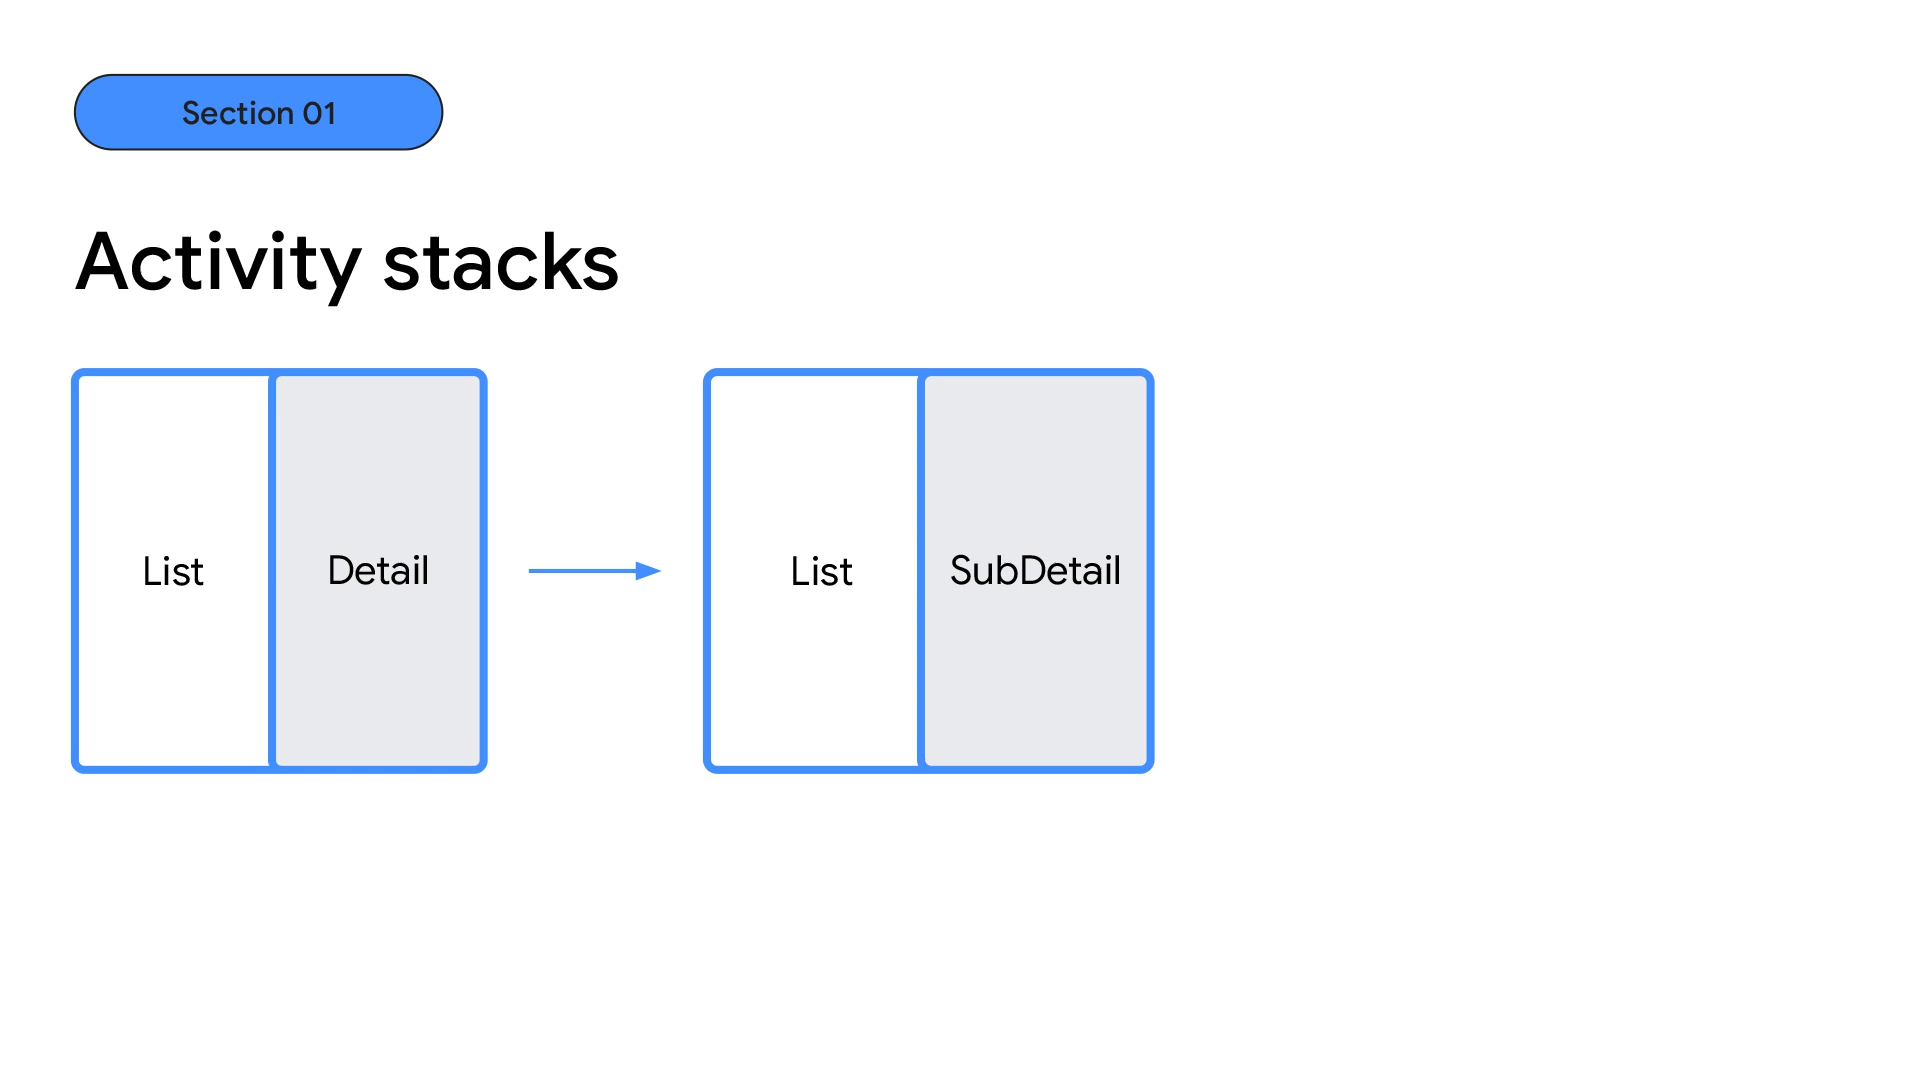 Section 01
Activity stacks
List
Detail
List
SubDetail